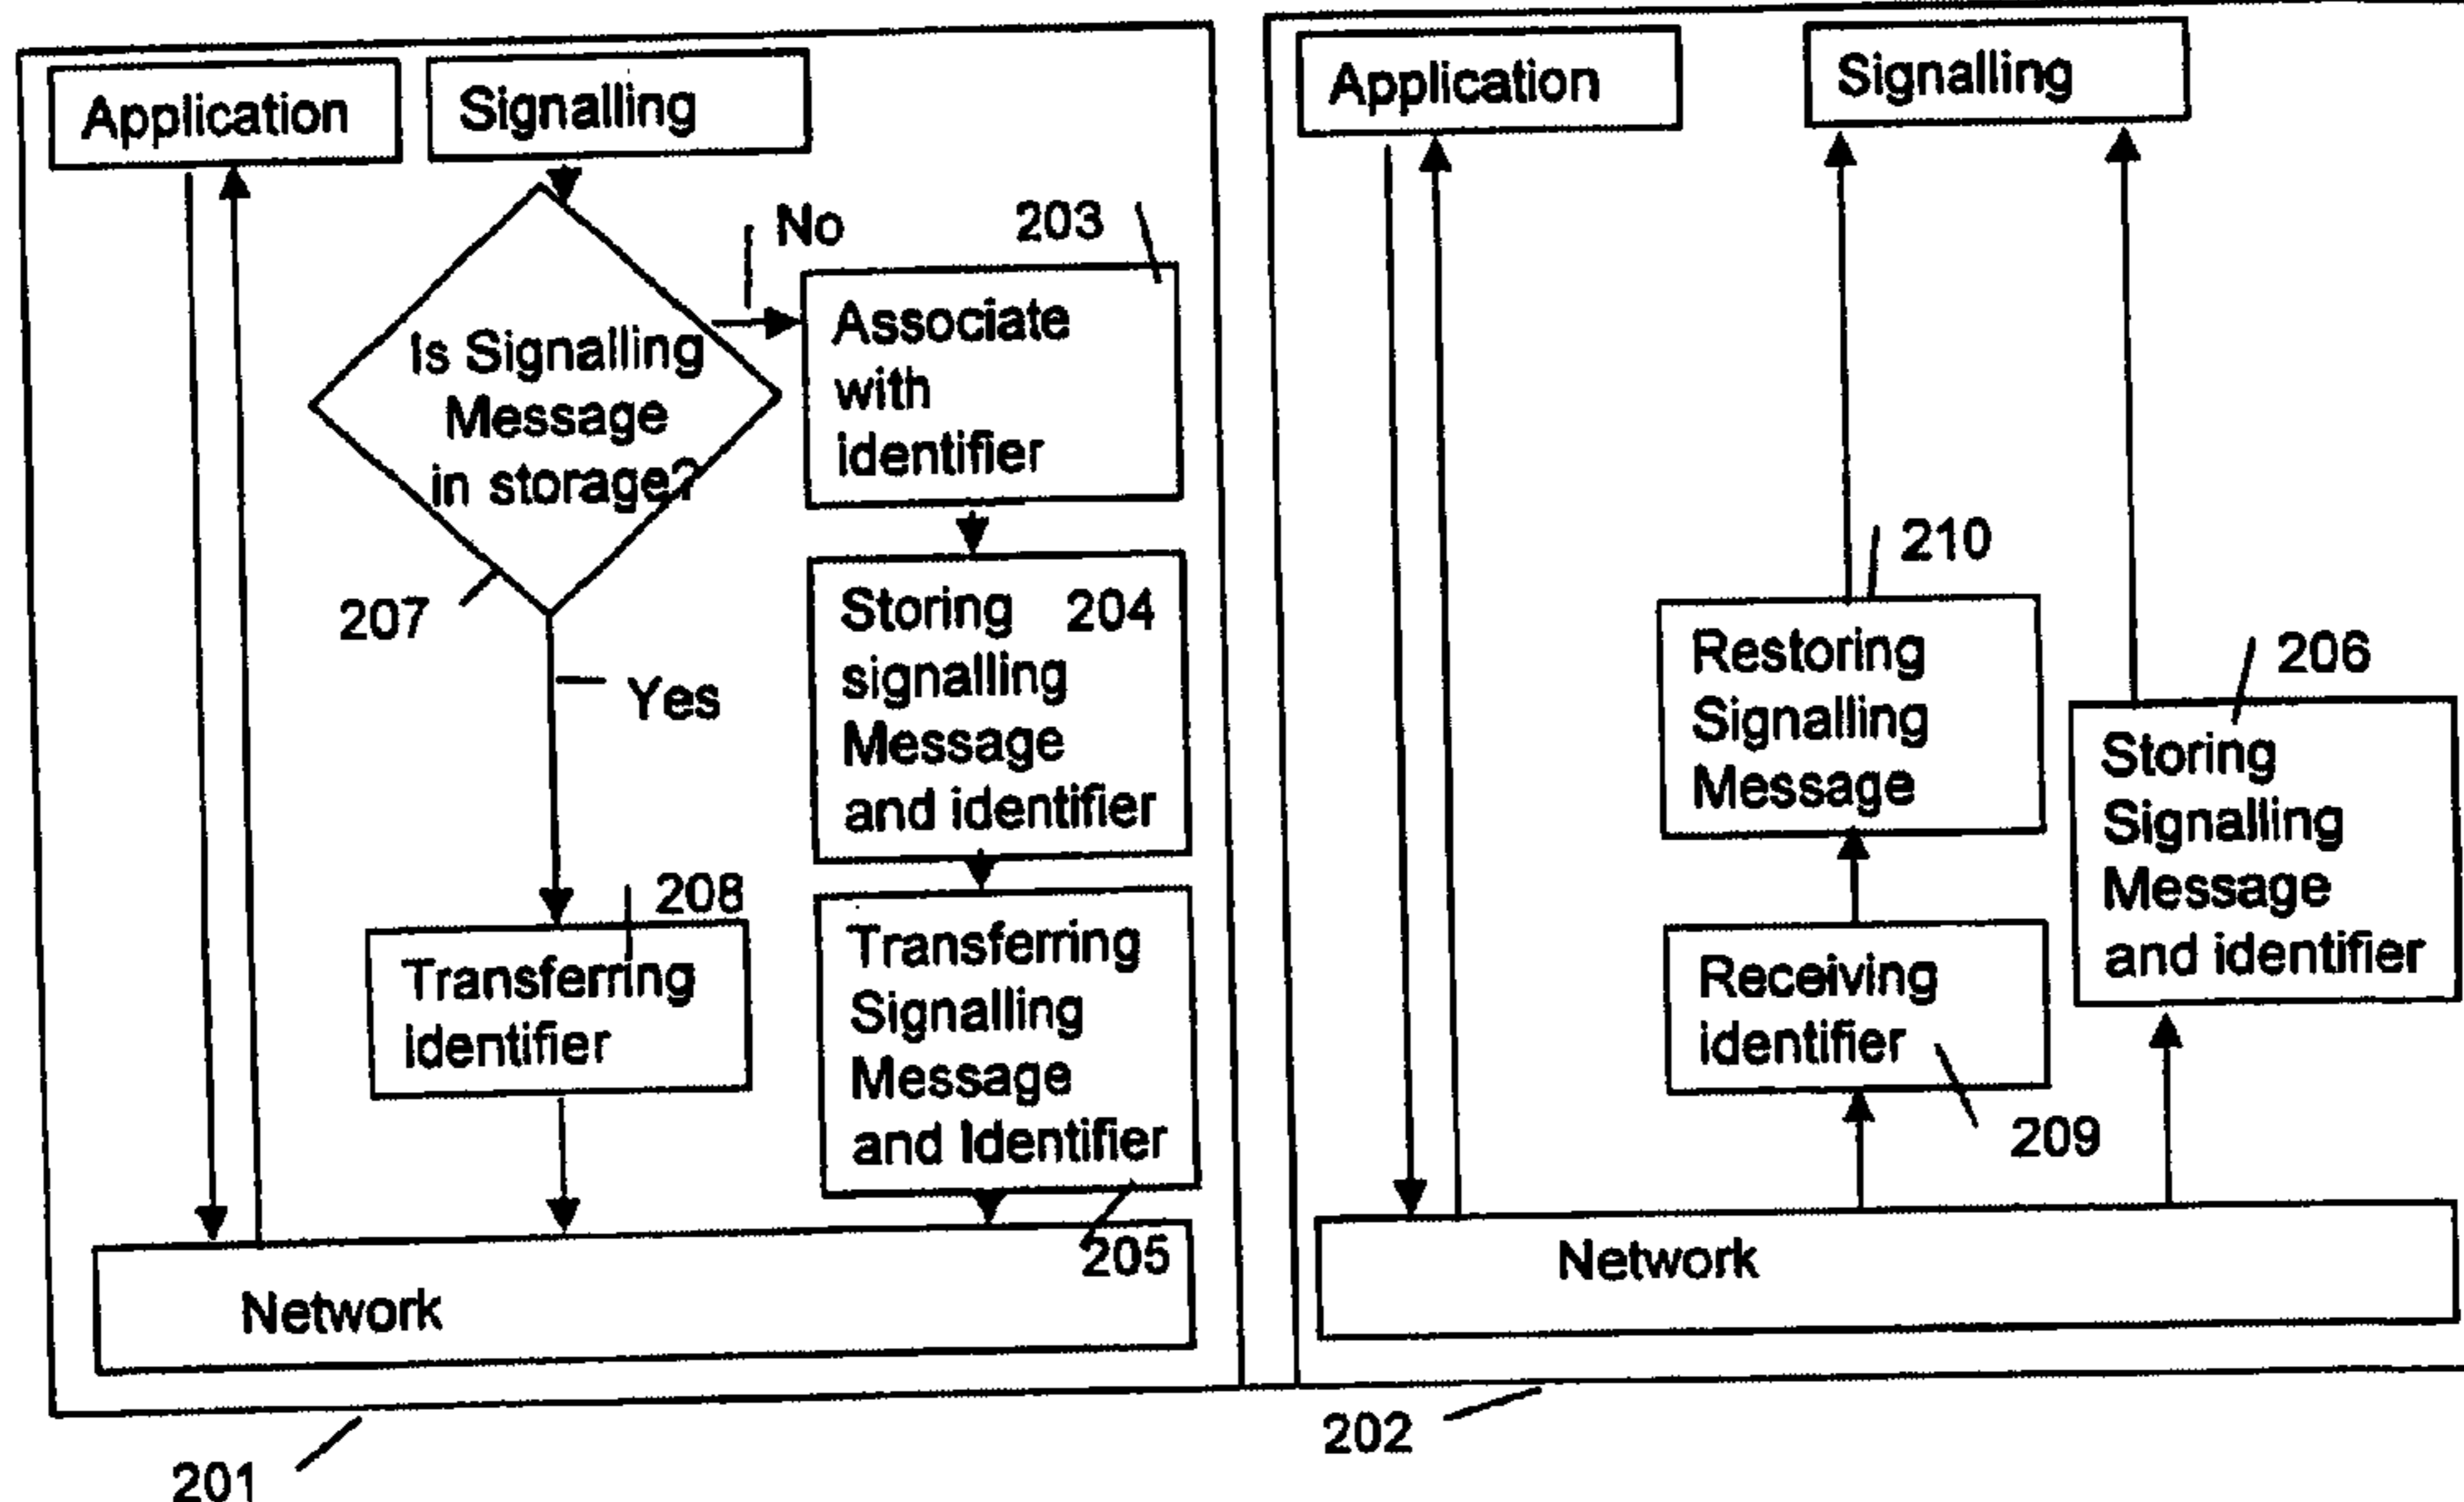 Application
Signalling
No
203
Is Signalling
Message
in storage?
207
Yes
Associate
with
identifier
Storing 204
signalling
Message
and identifier
208
Transferring
identifier
Transferring
Signalling
Message
and Identifier
205
Network
201
Application
Signalling
210
Restoring
Signalling
Message
206
Storing
Signalling
Message
and identifier
Receiving
identifier
209
Network
202